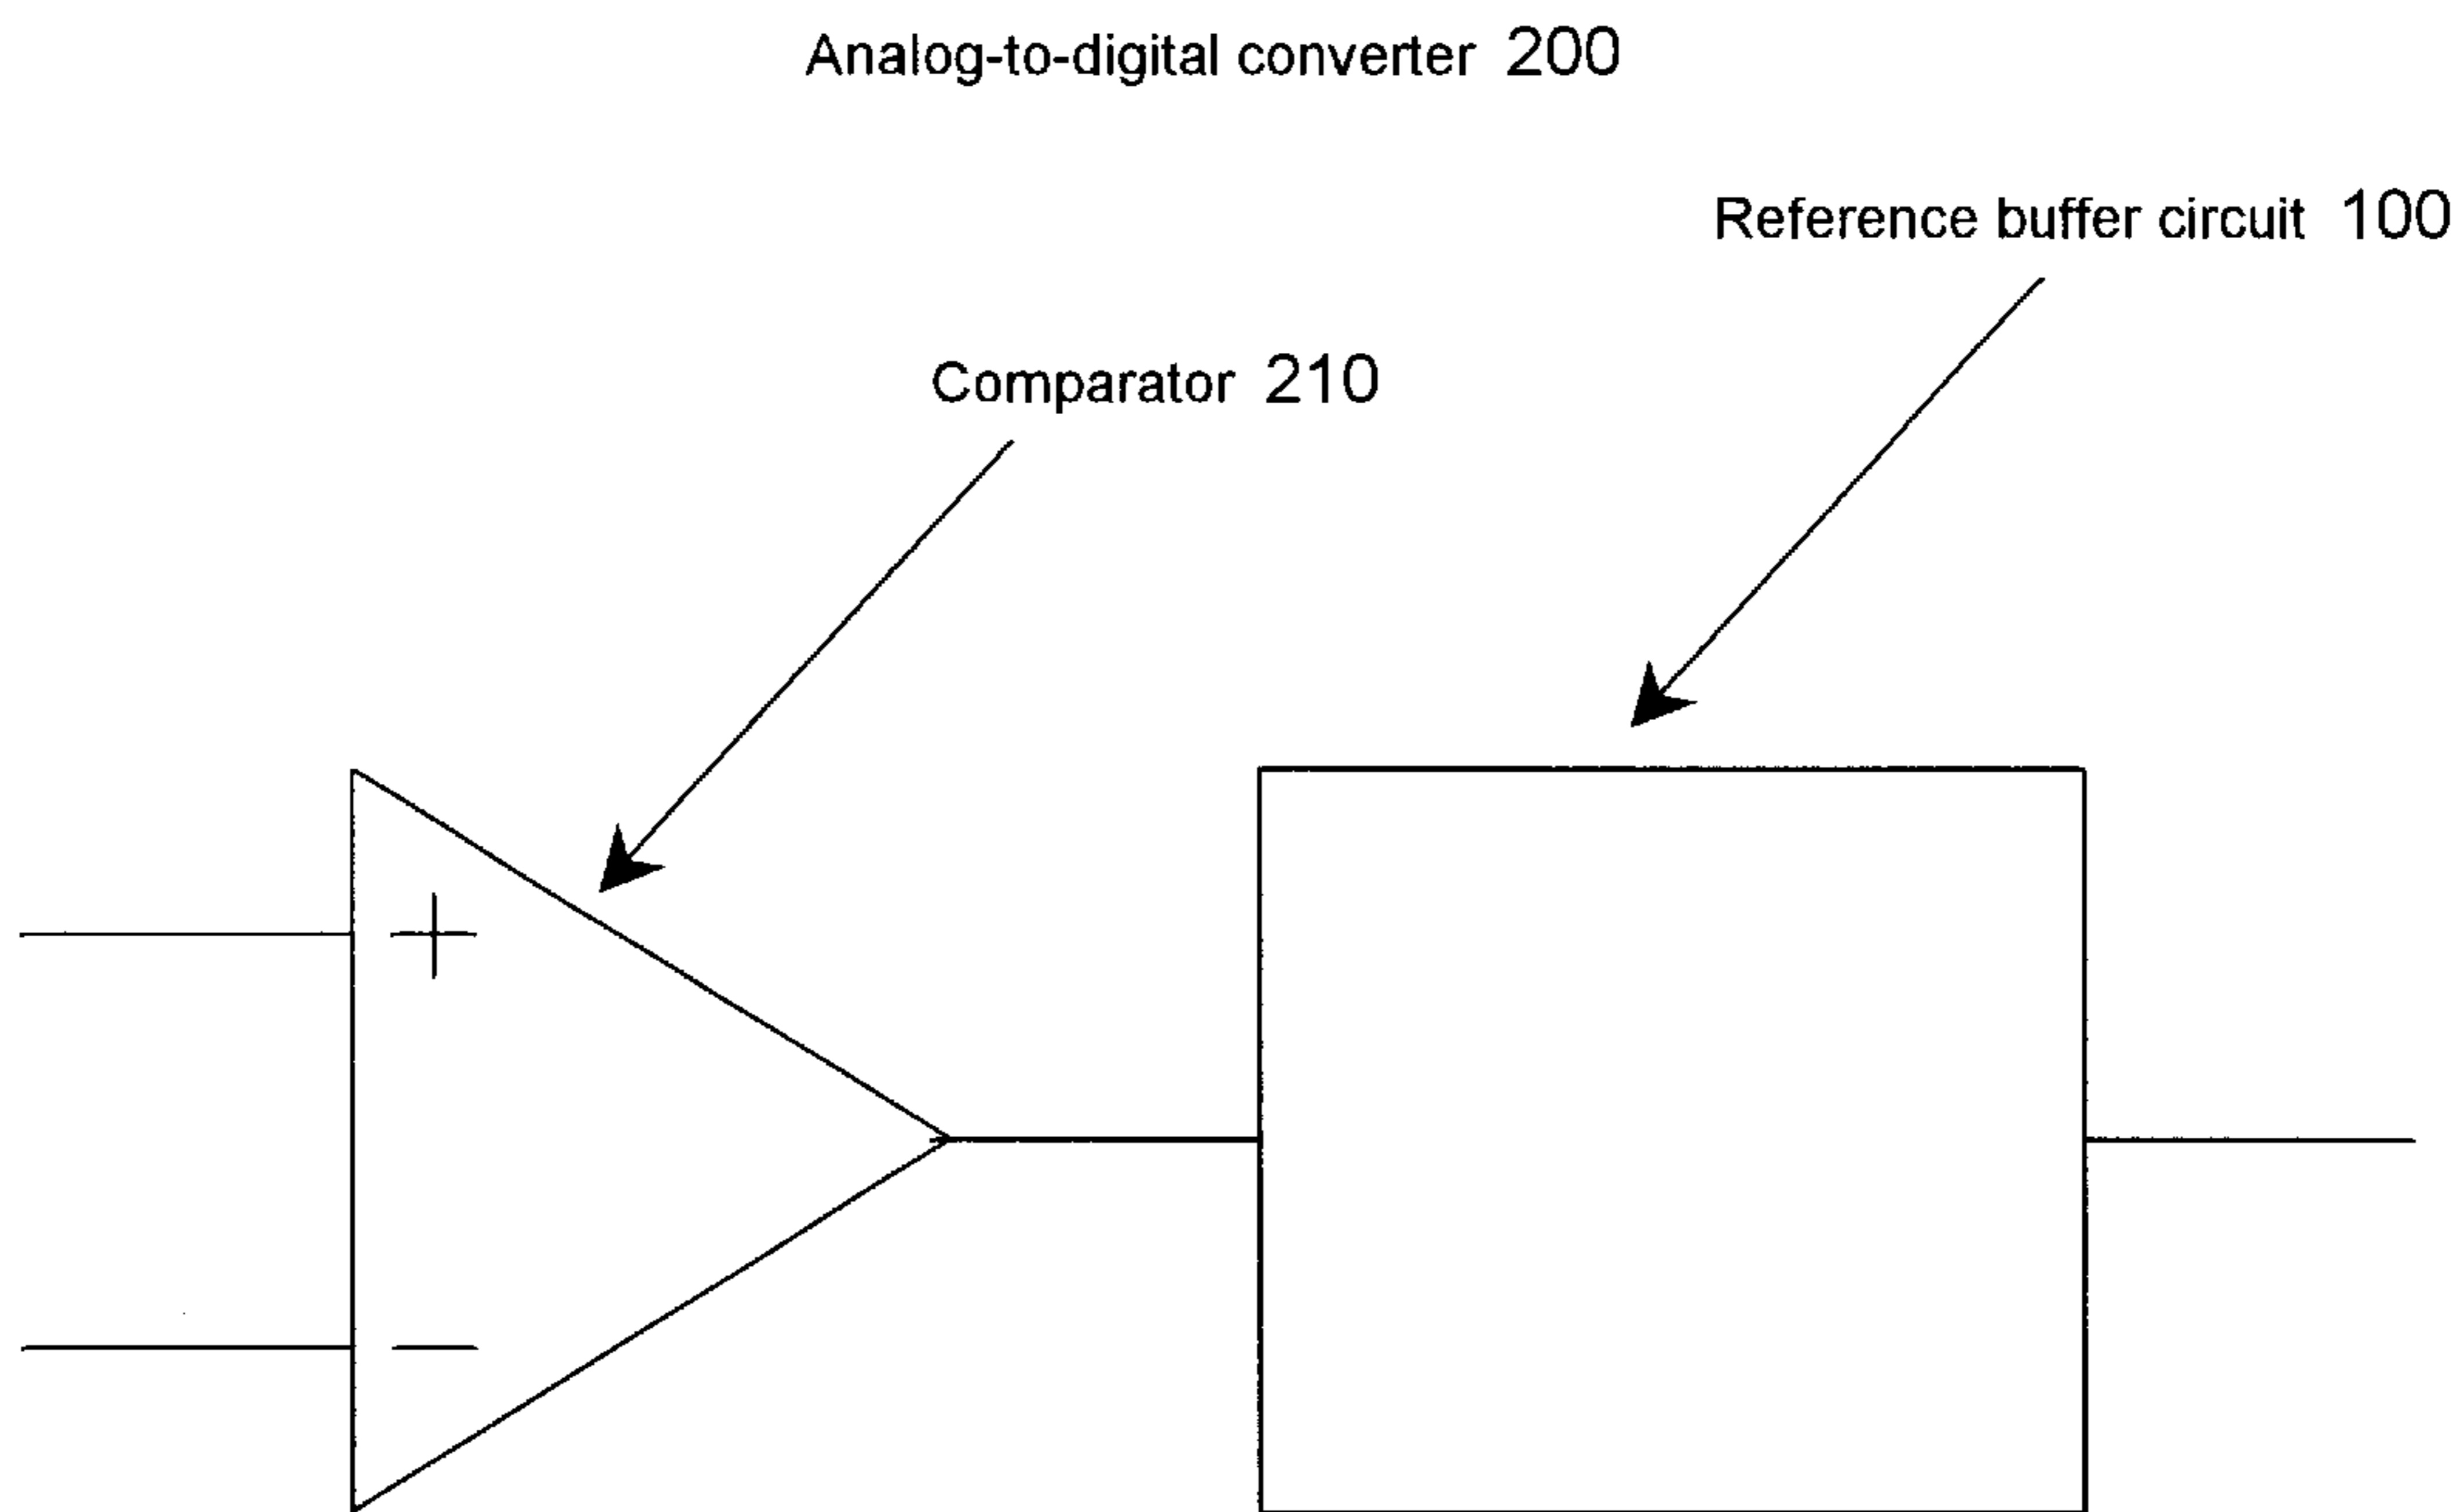 Analog-to-digital converter 200
Reference buffer circuit 100
Comparator 210
+
−